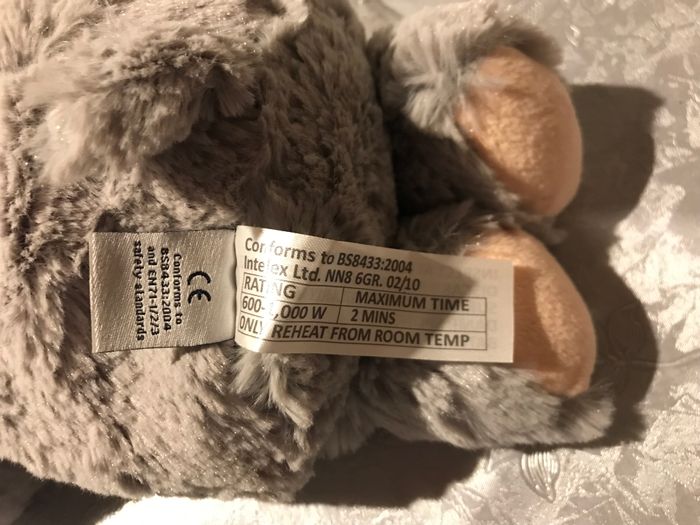 Conforms to BS8433:2004
Intelex Ltd. NN8 6GR. 02/10
RATING MAXIMUM TIME
600-1,000 W 2 MINS
ONLY REHEAT FROM ROOM TEMP
CE
Conforms to
BS8433:2004
and EN71-1/2/3
safety standards